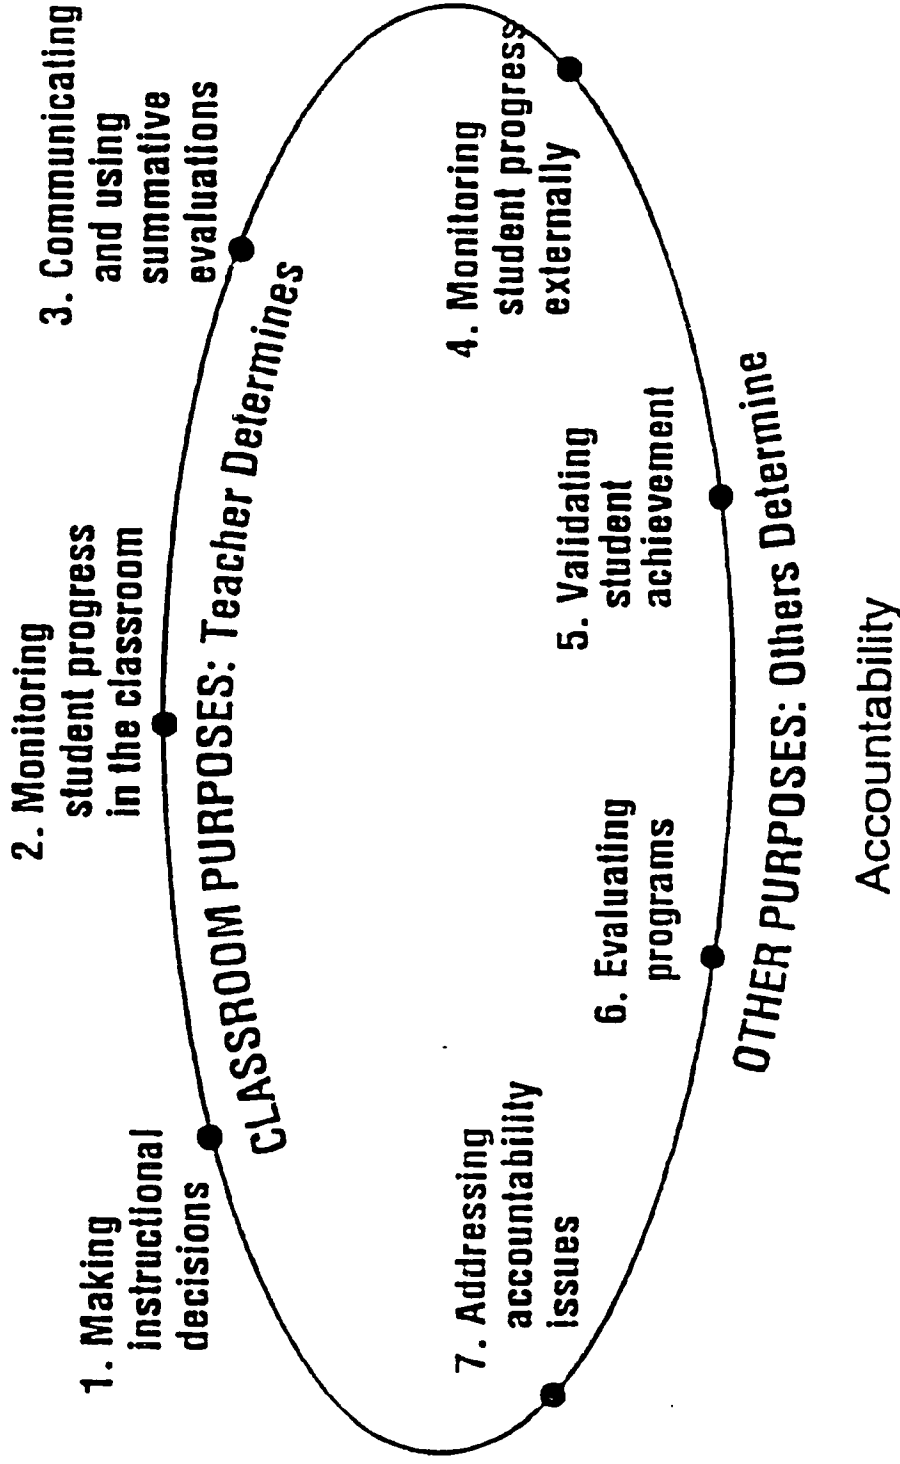 1. Making
instructional
decisions
2. Monitoring
student progress
in the classroom
3. Communicating
and using
summative
evaluations
CLASSROOM PURPOSES: Teacher Determines
4. Monitoring
student progress
externally
5. Validating
student
achievement
6. Evaluating
programs
7. Addressing
accountability
issues
OTHER PURPOSES: Others Determine
Accountability